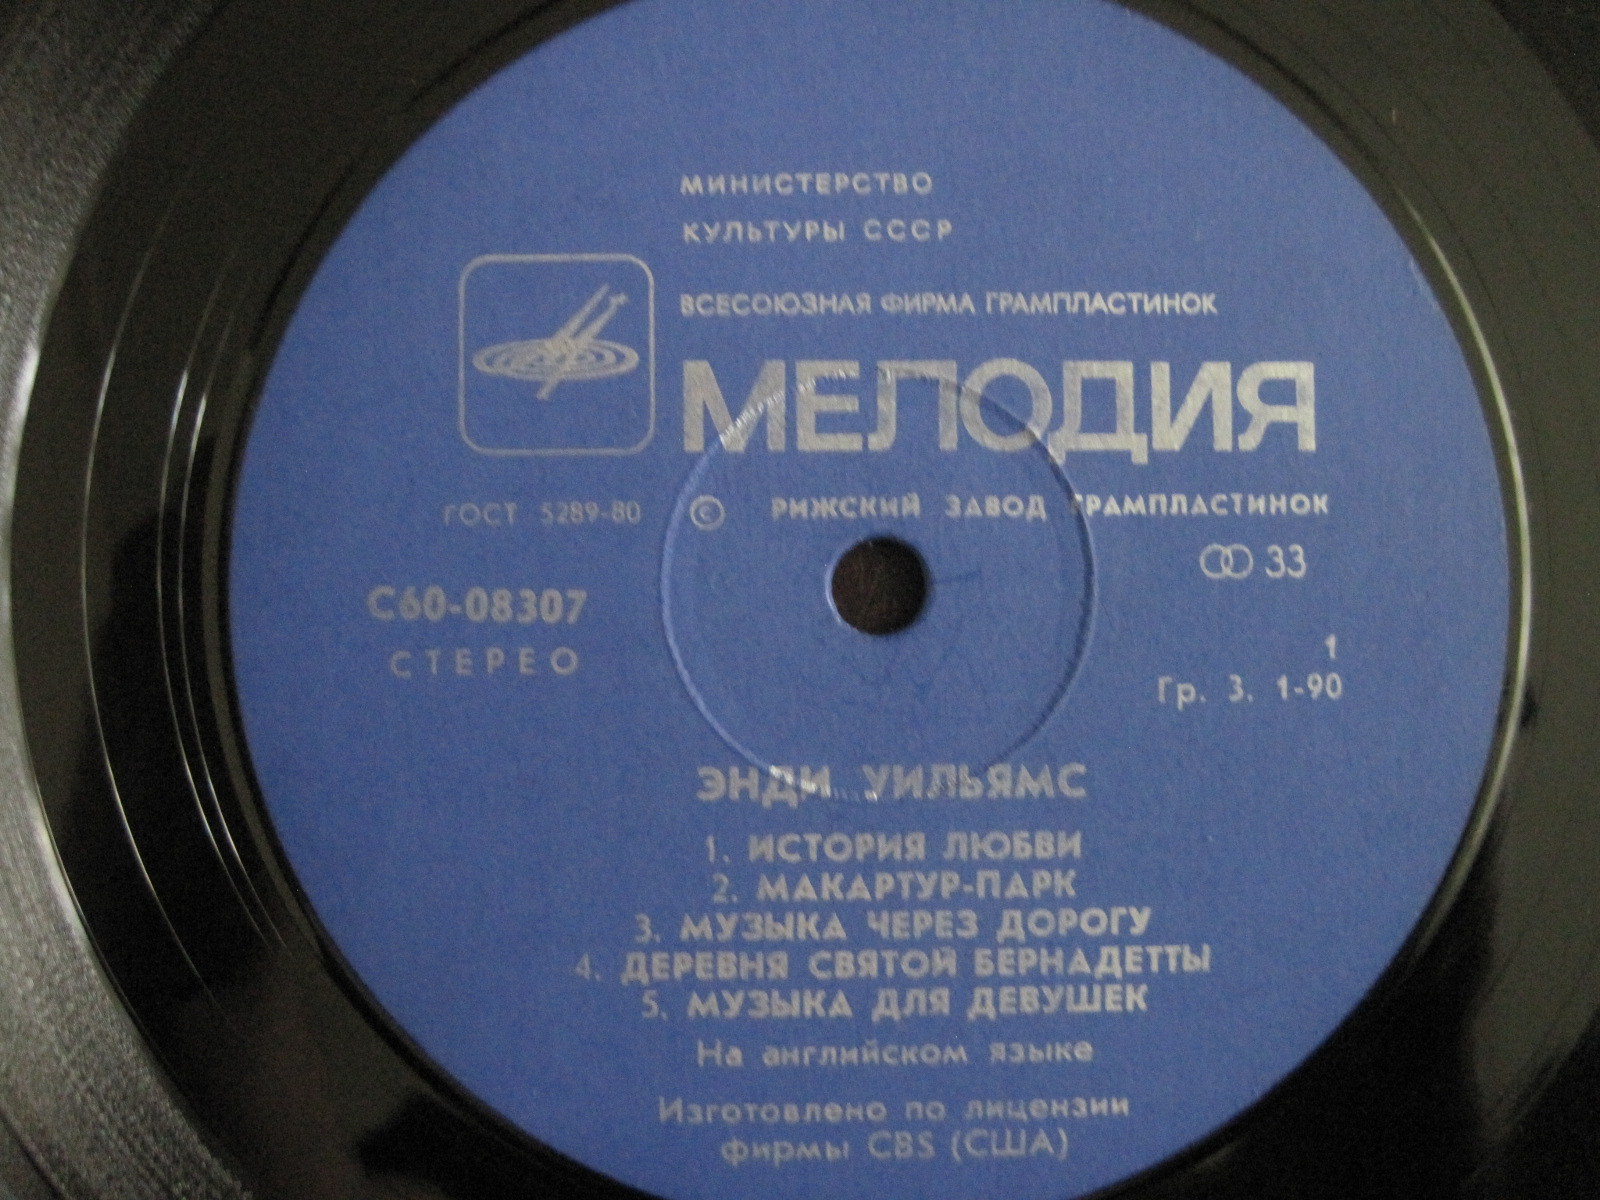 МИНИСТЕРСТВО
КУЛЬТУРЫ СССР
ВСЕСОЮЗНАЯ ФИРМА ГРАМПЛАСТИНОК
МЕЛОДИЯ
ГОСТ 5289-80 © РИЖСКИЙ ЗАВОД ГРАМПЛАСТИНОК
33
С60-08307
СТЕРЕО
1
Гр. 3. 1-90
ЭНДИ УИЛЬЯМС
1. ИСТОРИЯ ЛЮБВИ
2. МАКАРТУР-ПАРК
3. МУЗЫКА ЧЕРЕЗ ДОРОГУ
4. ДЕРЕВНЯ СВЯТОЙ БЕРНАДЕТТЫ
5. МУЗЫКА ДЛЯ ДЕВУШЕК
На английском языке
Изготовлено по лицензии
фирмы CBS (США)